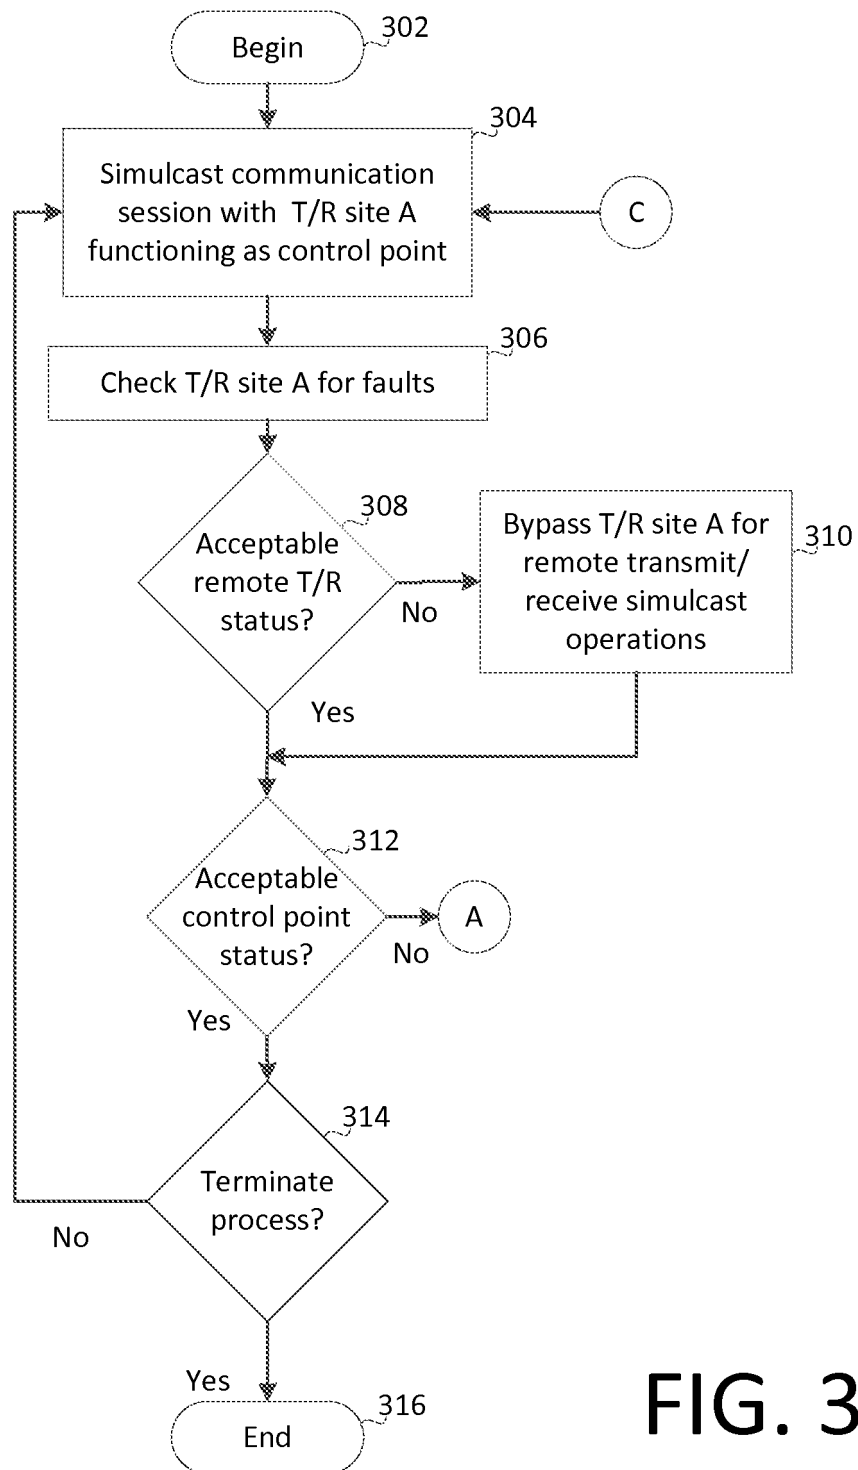 Begin
302
304
Simulcast communication
session with T/R site A
functioning as control point
C
306
Check T/R site A for faults
308
Acceptable
remote T/R
status?
No
Bypass T/R site A for
remote transmit/
receive simulcast
operations
310
Yes
312
Acceptable
control point
status?
No
A
Yes
314
Terminate
process?
No
Yes
316
End
FIG. 3